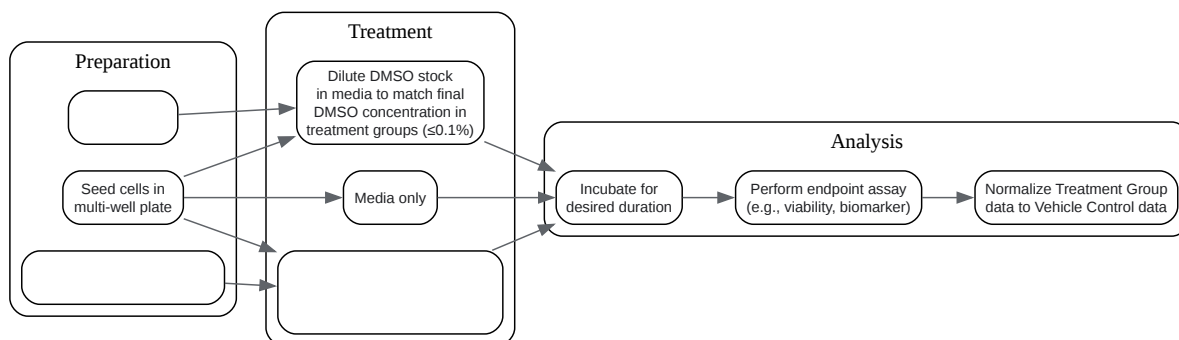 Preparation
Seed cells in
multi-well plate
Treatment
Dilute DMSO stock
in media to match final
DMSO concentration in
treatment groups (≤0.1%)
Media only
Analysis
Incubate for
desired duration
Perform endpoint assay
(e.g., viability, biomarker)
Normalize Treatment Group
data to Vehicle Control data